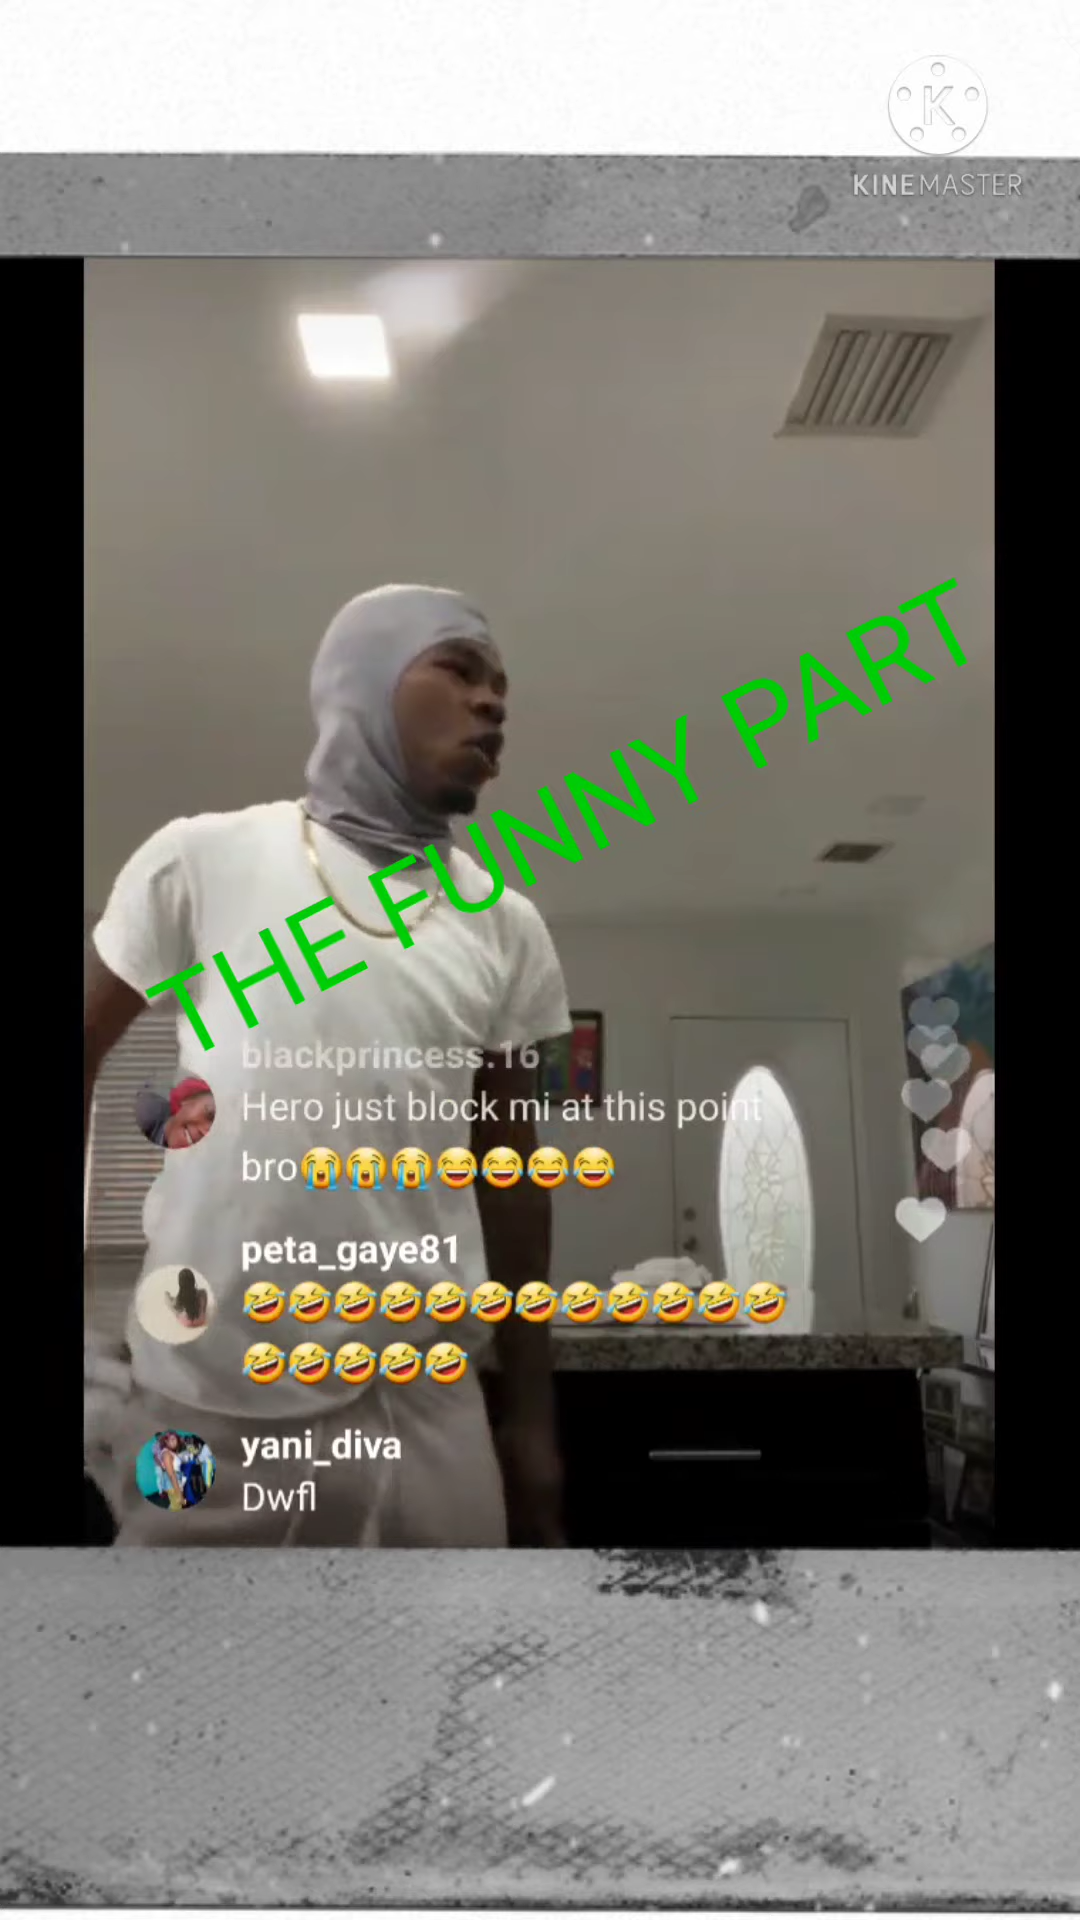 KINEMASTER
THE FUNNY PART
blackprincess.16
Hero just block mi at this point
bro😭😭😭😂😂😂😂
peta_gaye81
🤣🤣🤣🤣🤣🤣🤣🤣🤣🤣🤣🤣
🤣🤣🤣🤣🤣
yani_diva
Dwfl